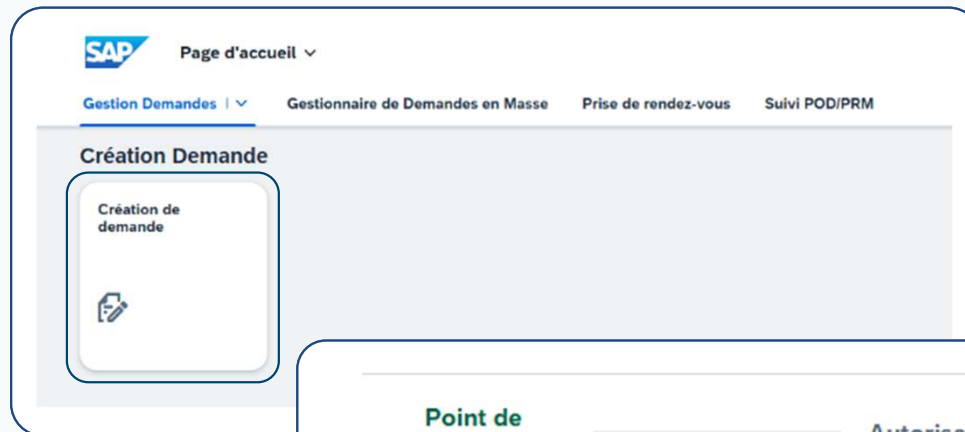 SAP Page d'accueil
Gestion Demandes | Gestionnaire de Demandes en Masse Prise de rendez-vous Suivi POD/PRM
Création Demande
Création de
demande
Point de